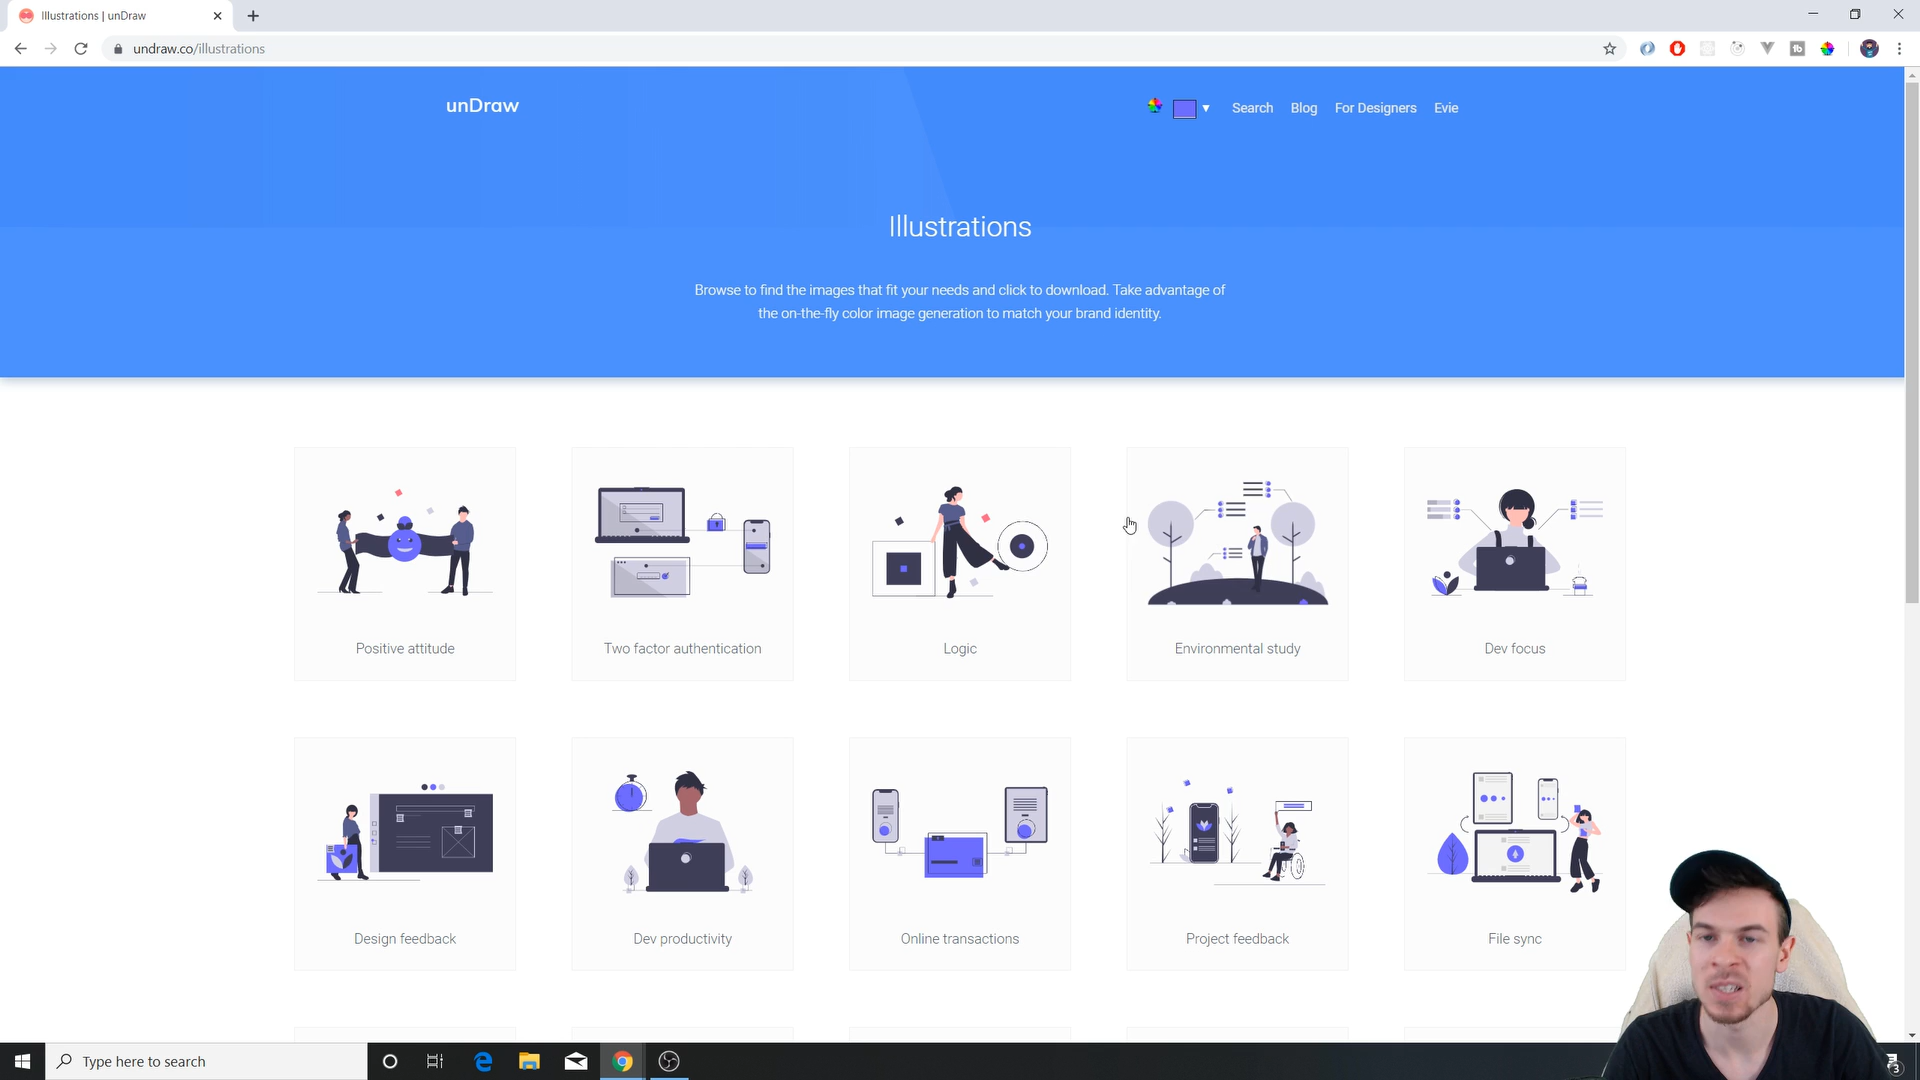 Illustrations | unDraw
undraw.co/illustrations
unDraw
Search
Blog
For Designers
Evie
Illustrations
Browse to find the images that fit your needs and click to download. Take advantage of
the on-the-fly color image generation to match your brand identity.
Positive attitude
Two factor authentication
Logic
Environmental study
Dev focus
Design feedback
Dev productivity
Online transactions
Project feedback
File sync
Type here to search
3